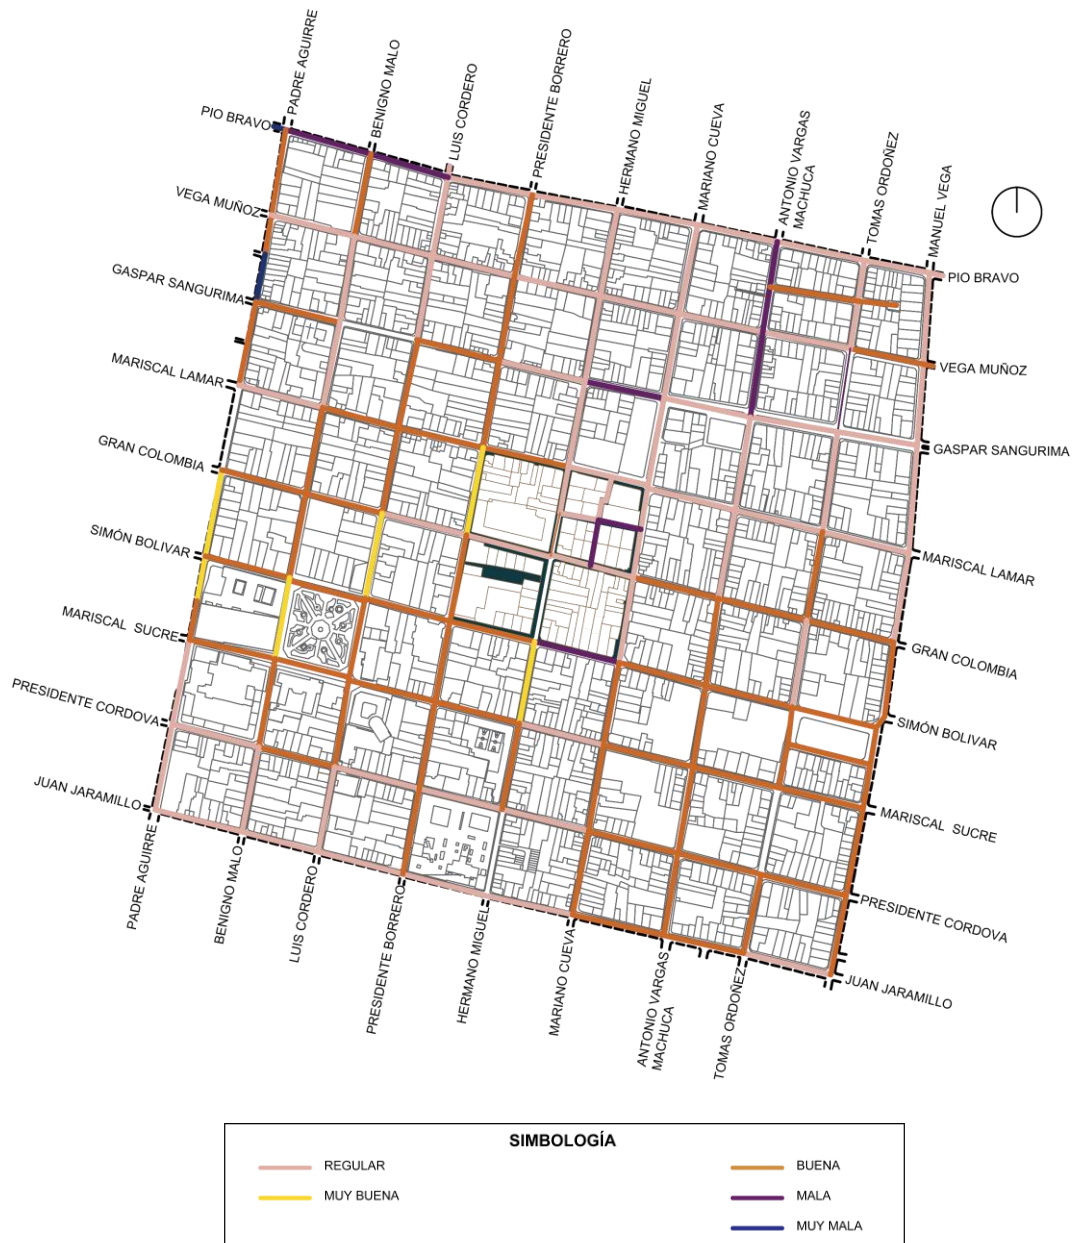 PADRE AGUIRRE
BENIGNO MALO
LUIS CORDERO
PRESIDENTE BORRERO
HERMANO MIGUEL
MARIANO CUEVA
ANTONIO VARGAS
MACHUCA
TOMAS ORDOÑEZ
MANUEL VEGA
PIO BRAVO
VEGA MUÑOZ
GASPAR SANGURIMA
MARISCAL LAMAR
GRAN COLOMBIA
SIMÓN BOLIVAR
MARISCAL SUCRE
PRESIDENTE CORDOVA
JUAN JARAMILLO
PIO BRAVO
VEGA MUÑOZ
GASPAR SANGURIMA
MARISCAL LAMAR
GRAN COLOMBIA
SIMÓN BOLIVAR
MARISCAL SUCRE
PRESIDENTE CORDOVA
JUAN JARAMILLO
PADRE AGUIRRE
BENIGNO MALO
LUIS CORDERO
PRESIDENTE BORRERO
HERMANO MIGUEL
MARIANO CUEVA
ANTONIO VARGAS
MACHUCA
TOMAS ORDOÑEZ
SIMBOLOGÍA
REGULAR
MUY BUENA
BUENA
MALA
MUY MALA